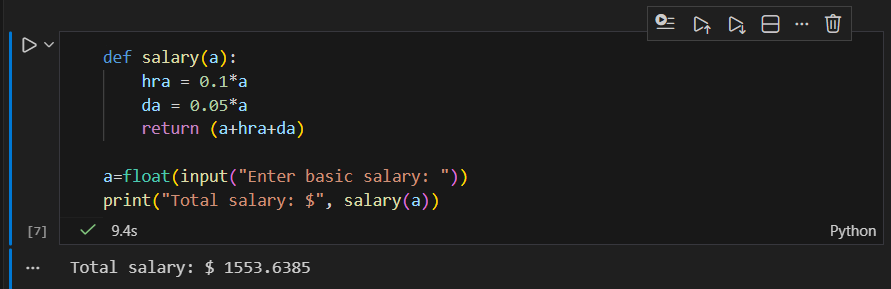 def salary(a):
    hra = 0.1*a
    da = 0.05*a
    return (a+hra+da)
a=float(input("Enter basic salary: "))
print("Total salary: $", salary(a))
[7] 9.4s Python
Total salary: $ 1553.6385